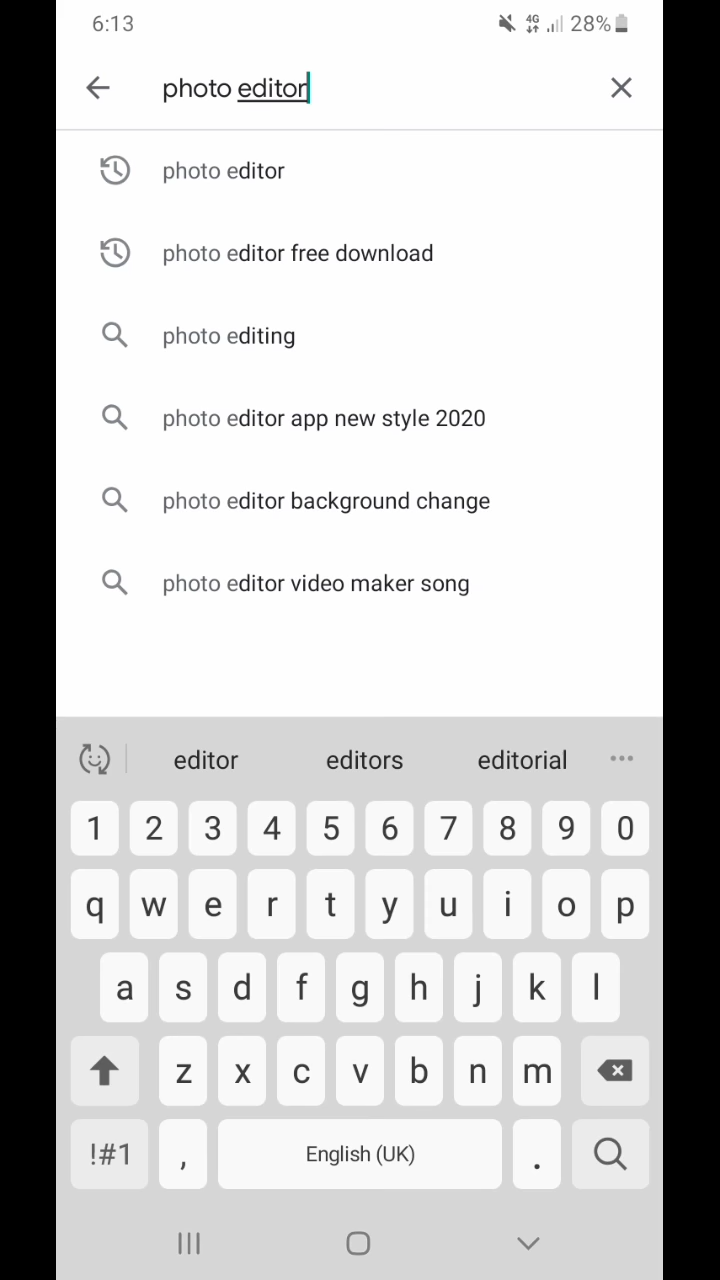 6:13 4G 28%
photo editor
photo editor
photo editor free download
photo editing
photo editor app new style 2020
photo editor background change
photo editor video maker song
editor editors editorial
1 2 3 4 5 6 7 8 9 0
q w e r t y u i o p
a s d f g h j k l
z x c v b n m
!#1 , English (UK) .